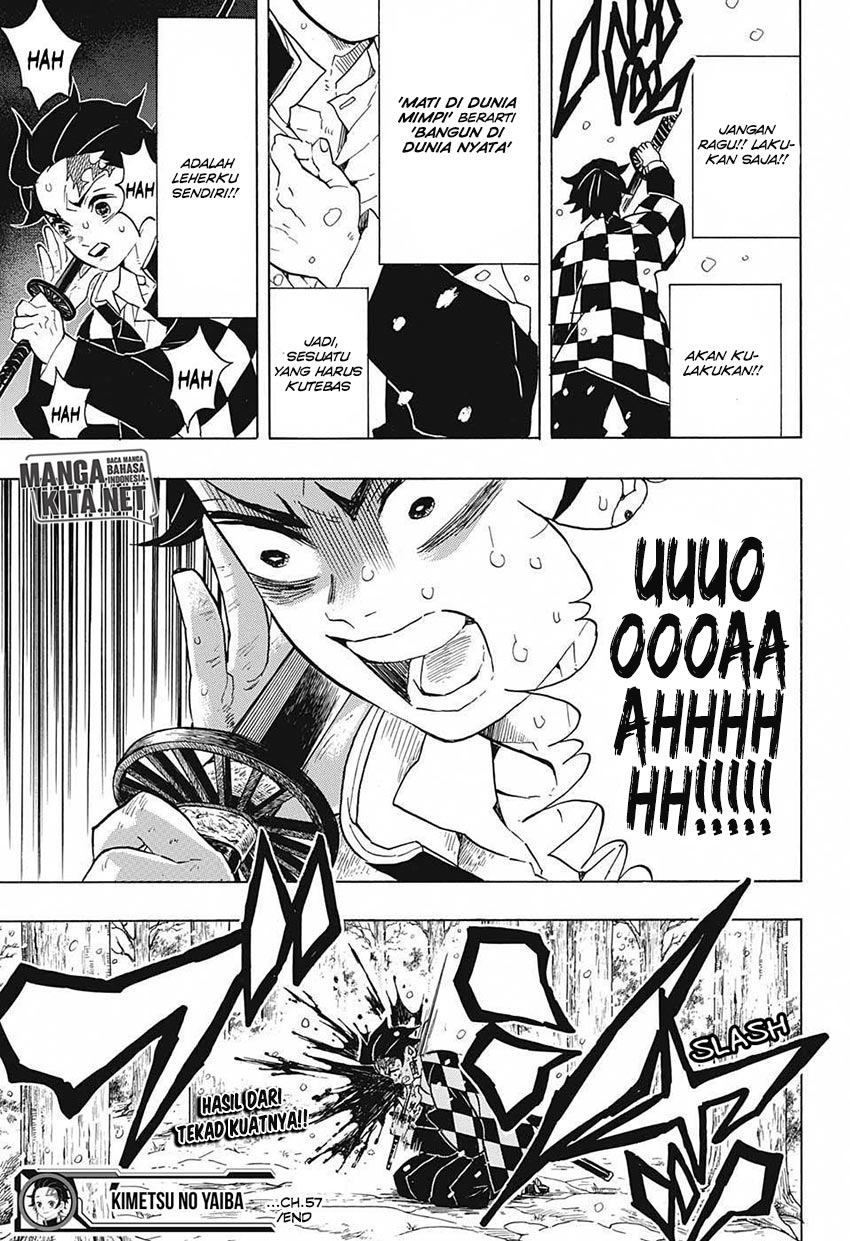 JANGAN
RAGU!! LAKU-
KAN SAJA!!
AKAN KU-
LAKUKAN!!
'MATI DI DUNIA
MIMPI' BERARTI
'BANGUN DI
DUNIA NYATA'
JADI,
SESUATU
YANG HARUS
KUTEBAS
ADALAH
LEHERKU
SENDIRI!!
HAH
HAH
HAH
HAH
HAH
MANGA
KITA.NET
BACA MANGA
BAHASA
INDONESIA
UUUO
OOOAA
AHHHH
HH!!!!!
SLASH
HASIL DARI
TEKAD KUATNYA!!
KIMETSU NO YAIBA
...CH.57
/END